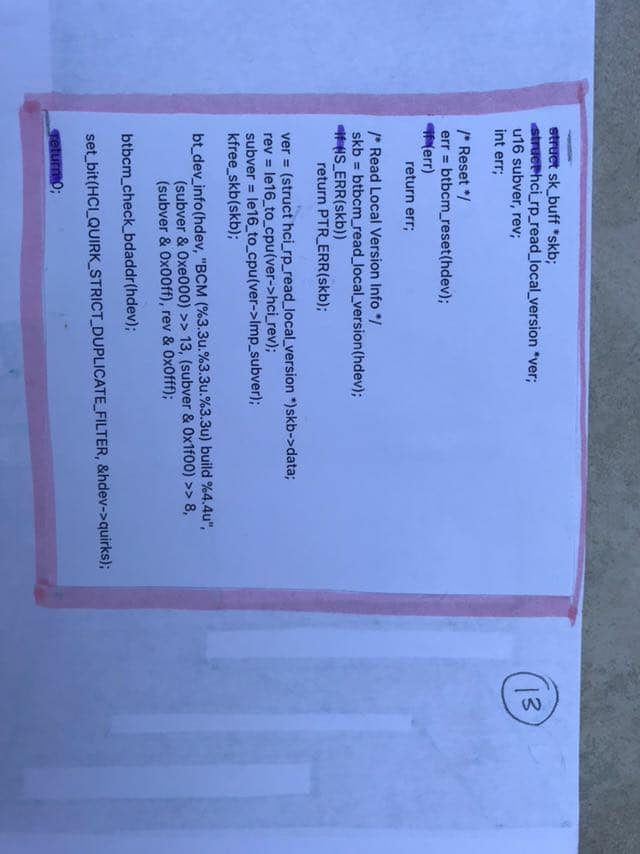 struct sk_buff *skb;
struct hci_rp_read_local_version *ver;
u16 subver, rev;
int err;
/* Reset */
err = btbcm_reset(hdev);
if (err)
return err;
/* Read Local Version Info */
skb = btbcm_read_local_version(hdev);
if (IS_ERR(skb))
return PTR_ERR(skb);
ver = (struct hci_rp_read_local_version *)skb->data;
rev = le16_to_cpu(ver->hci_rev);
subver = le16_to_cpu(ver->lmp_subver);
kfree_skb(skb);
bt_dev_info(hdev, "BCM (%3.3u.%3.3u.%3.3u) build %4.4u",
(subver & 0xe000) >> 13, (subver & 0x1f00) >> 8,
(subver & 0x00ff), rev & 0x0fff);
btbcm_check_bdaddr(hdev);
set_bit(HCI_QUIRK_STRICT_DUPLICATE_FILTER, &hdev->quirks);
return 0;
13